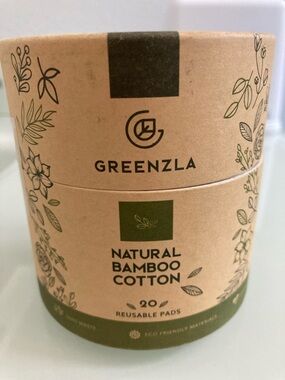 GREENZLA
NATURAL
BAMBOO
COTTON
20
REUSABLE PADS
ECO FRIENDLY MATERIALS